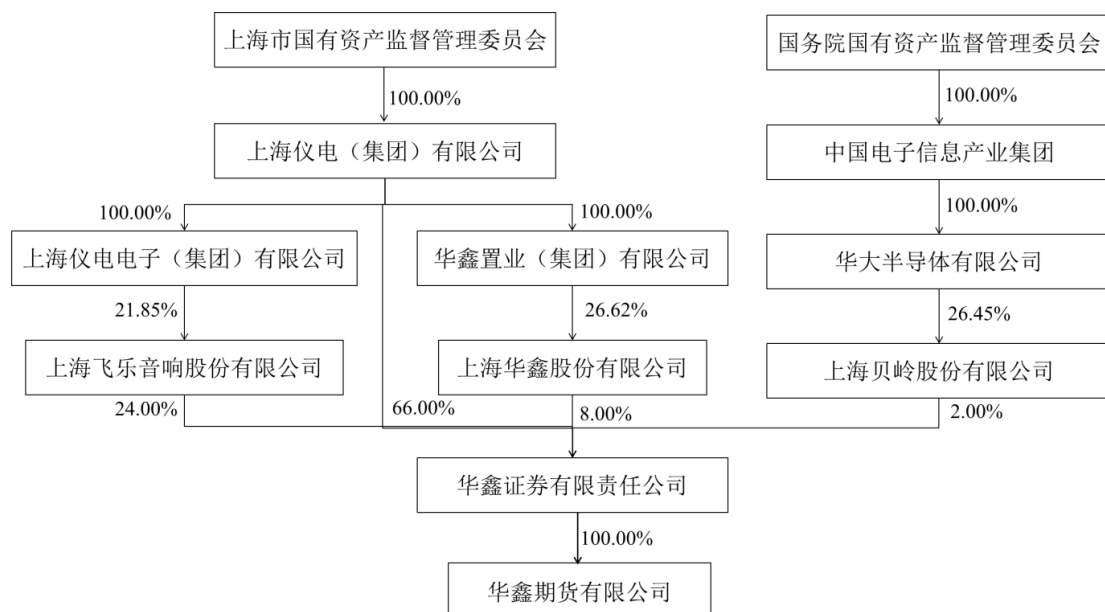 上海市国有资产监督管理委员会
国务院国有资产监督管理委员会
100.00%
100.00%
上海仪电（集团）有限公司
中国电子信息产业集团
100.00%
100.00%
100.00%
上海仪电电子（集团）有限公司
华鑫置业（集团）有限公司
华大半导体有限公司
21.85%
26.62%
26.45%
上海飞乐音响股份有限公司
上海华鑫股份有限公司
上海贝岭股份有限公司
24.00%
66.00%
8.00%
2.00%
华鑫证券有限责任公司
100.00%
华鑫期货有限公司